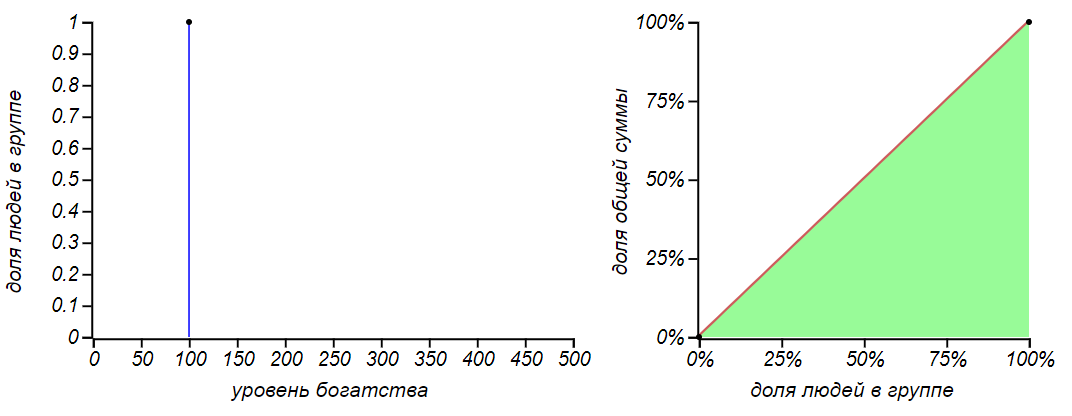 доля людей в группе
1
0.9
0.8
0.7
0.6
0.5
0.4
0.3
0.2
0.1
0
0 50 100 150 200 250 300 350 400 450 500
уровень богатства
доля общей суммы
100%
75%
50%
25%
0%
0% 25% 50% 75% 100%
доля людей в группе